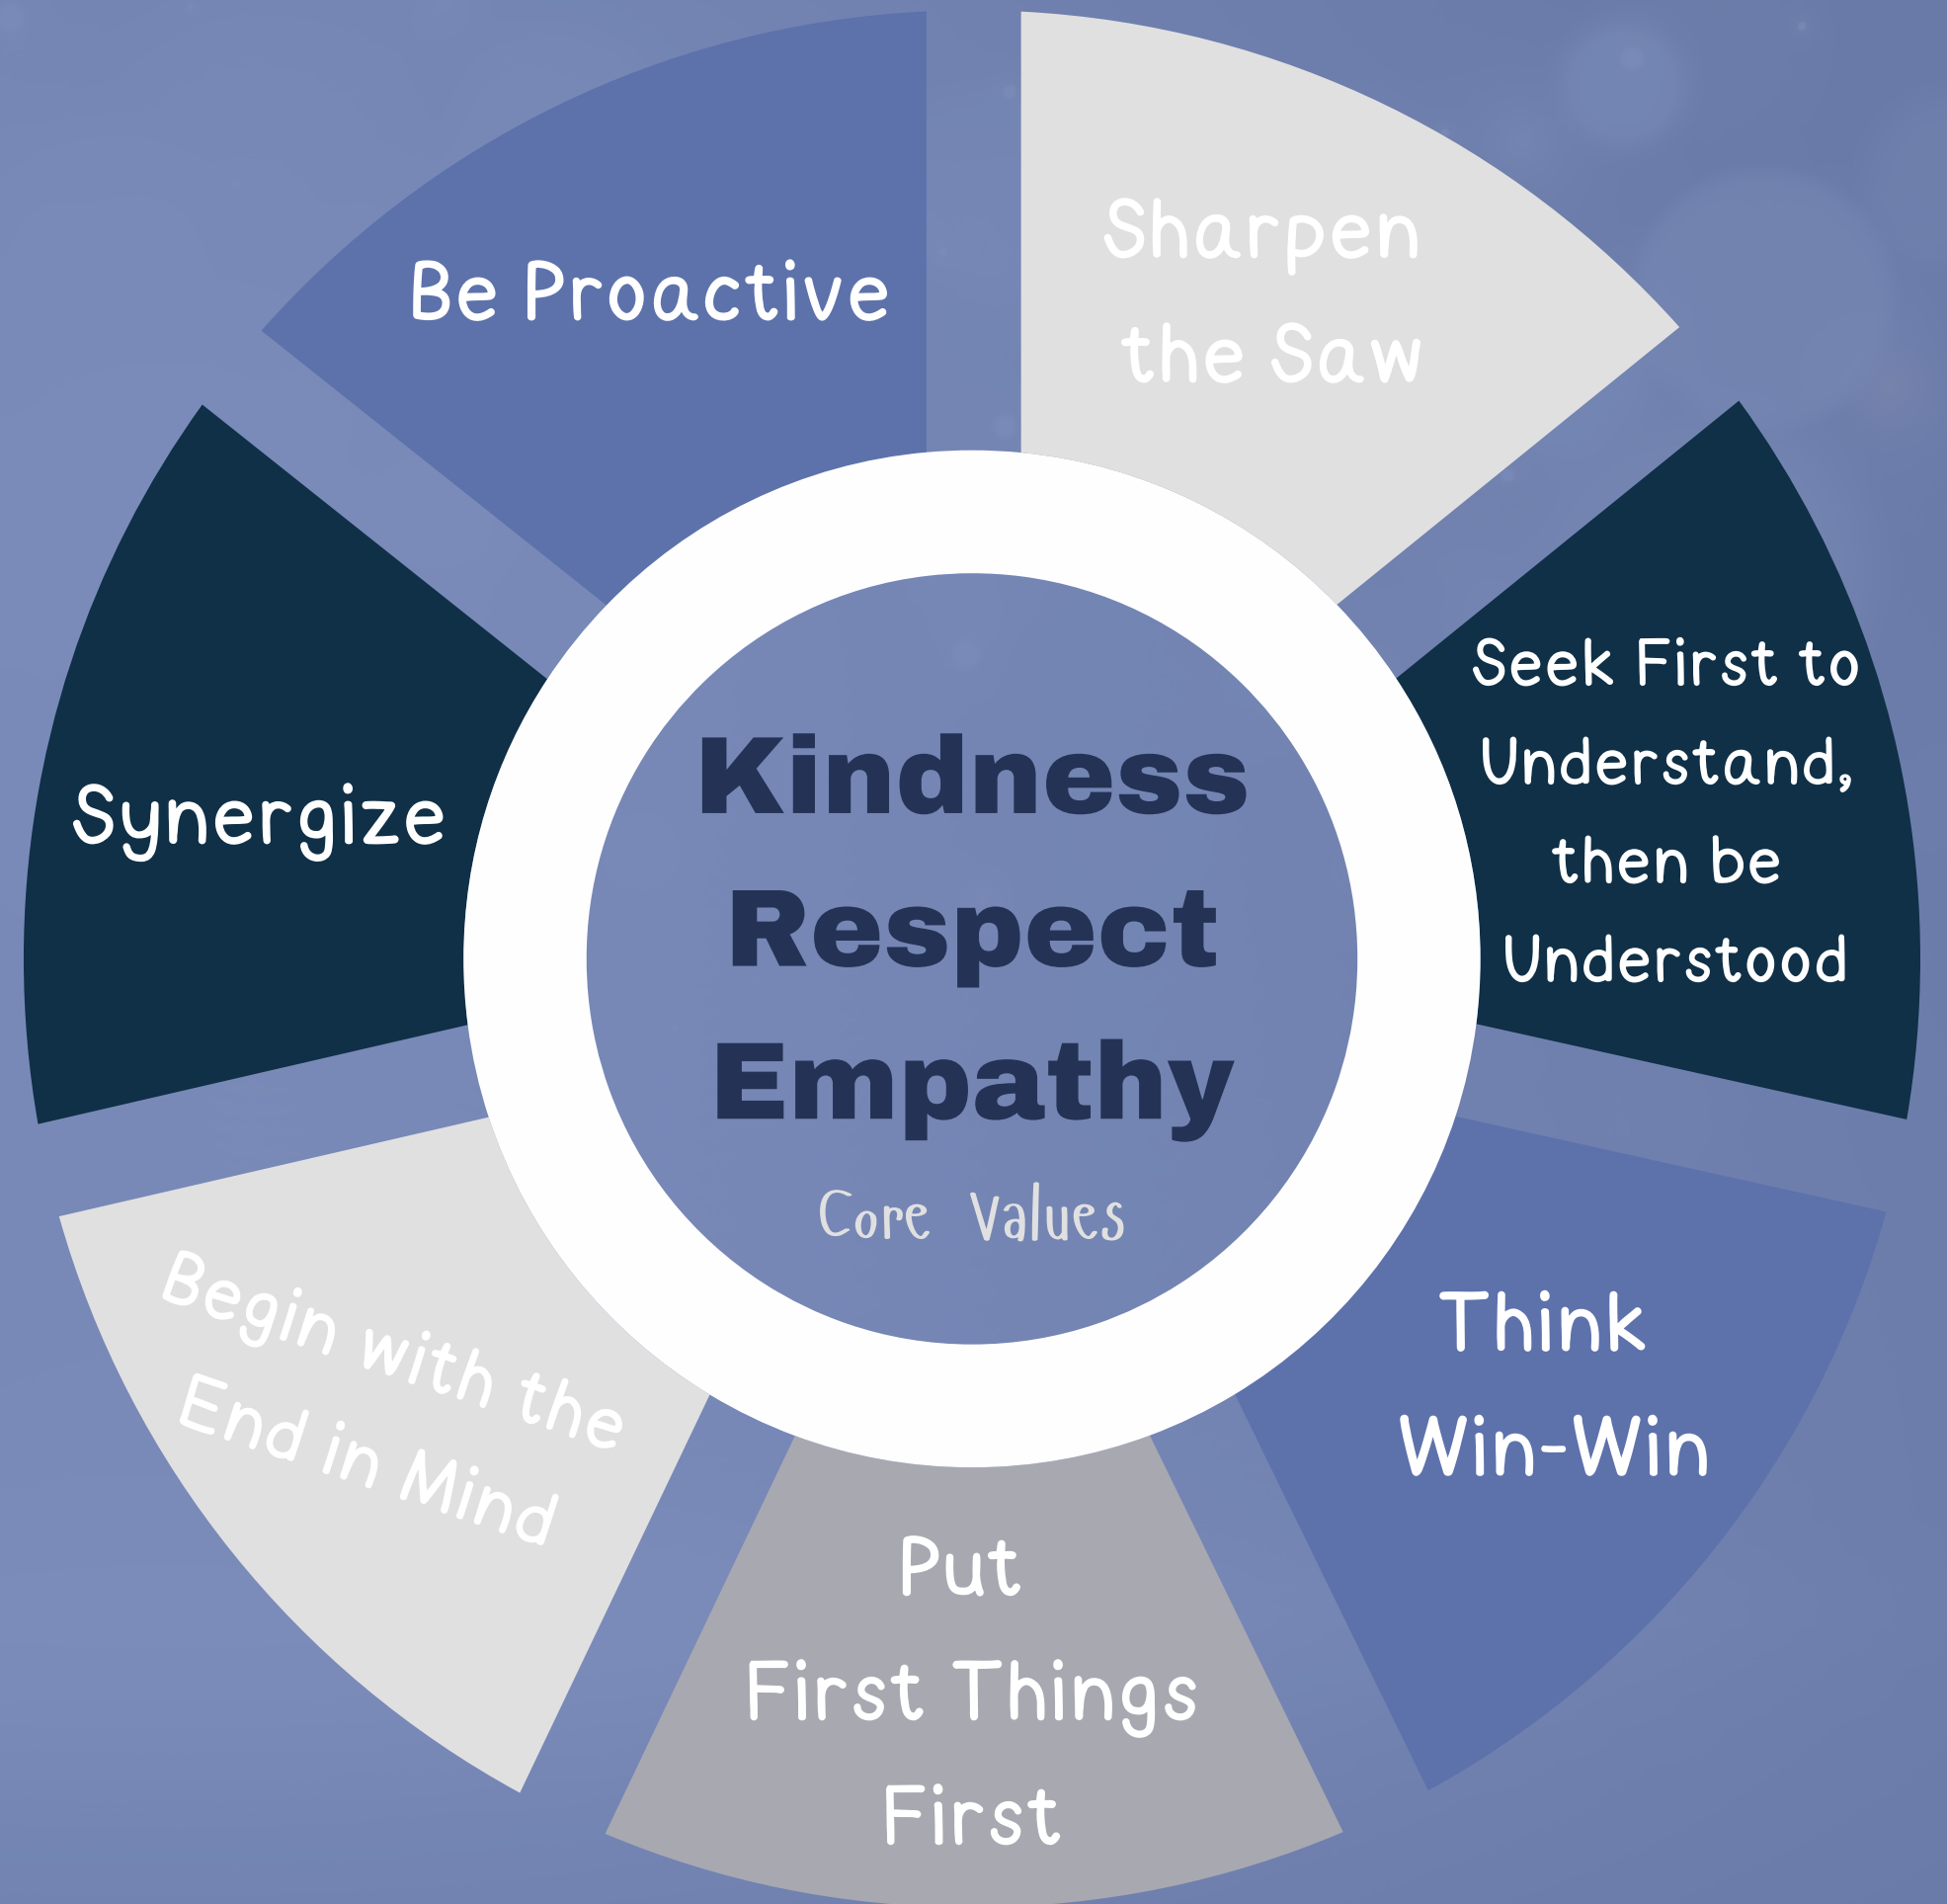 Be Proactive
Sharpen
the Saw
Seek First to
Understand,
then be
Understood
Think
Win-Win
Put
First Things
First
Begin with the
End in Mind
Synergize
Kindness
Respect
Empathy
Core Values